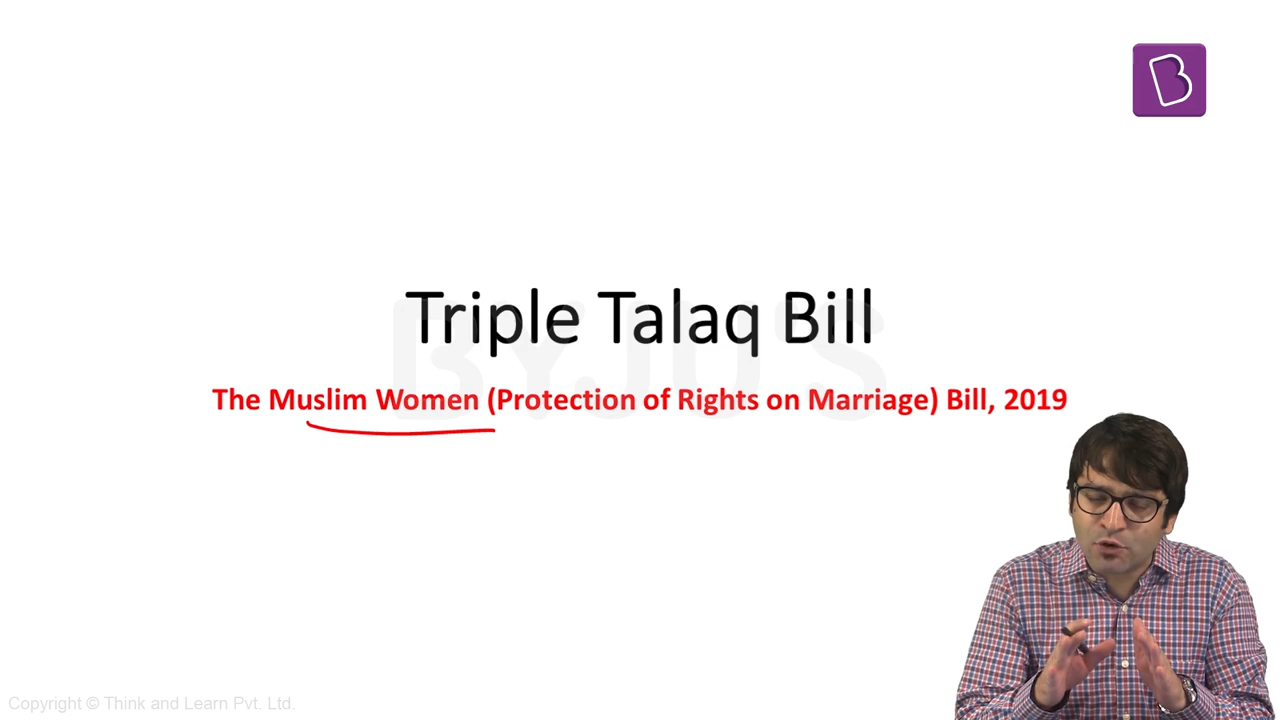 Triple Talaq Bill
BYJU'S
The Muslim Women (Protection of Rights on Marriage) Bill, 2019
Copyright © Think and Learn Pvt. Ltd.